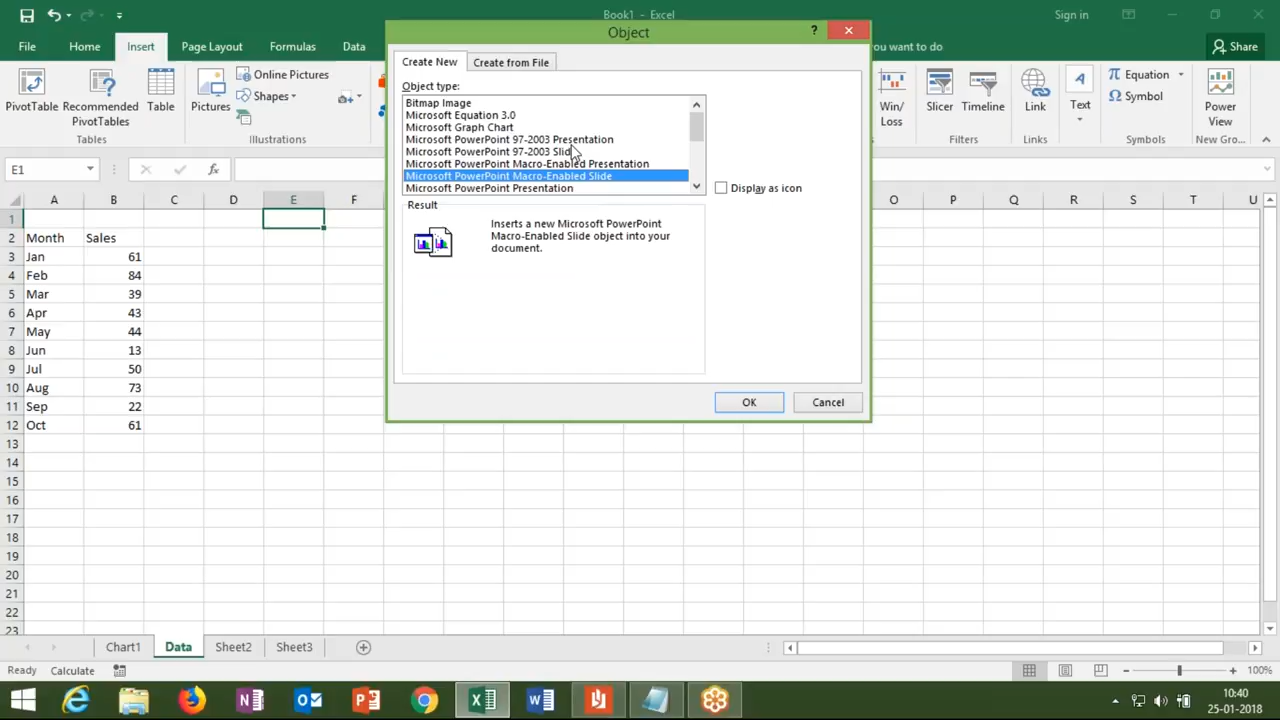 Book1 - Excel
Sign in
File Home Insert Page Layout Formulas Data
you want to do
Share
PivotTable Recommended PivotTables Table Pictures Online Pictures Shapes
Win/ Loss Slicer Timeline Link Text Equation Symbol Power View
Tables Illustrations Filters Links Symbols New Gro...
Object
?
Create New Create from File
Object type:
Bitmap Image
Microsoft Equation 3.0
Microsoft Graph Chart
Microsoft PowerPoint 97-2003 Presentation
Microsoft PowerPoint 97-2003 Slide
Microsoft PowerPoint Macro-Enabled Presentation
Microsoft PowerPoint Macro-Enabled Slide
Microsoft PowerPoint Presentation
Display as icon
Result
Inserts a new Microsoft PowerPoint
Macro-Enabled Slide object into your
document.
OK Cancel
E1 fx
A B C D E F O P Q R S T U
1
2 Month Sales
3 Jan 61
4 Feb 84
5 Mar 39
6 Apr 43
7 May 44
8 Jun 13
9 Jul 50
10 Aug 73
11 Sep 22
12 Oct 61
13
14
15
16
17
18
19
20
21
22
23
Chart1 Data Sheet2 Sheet3
Ready Calculate 100%
10:40
25-01-2018